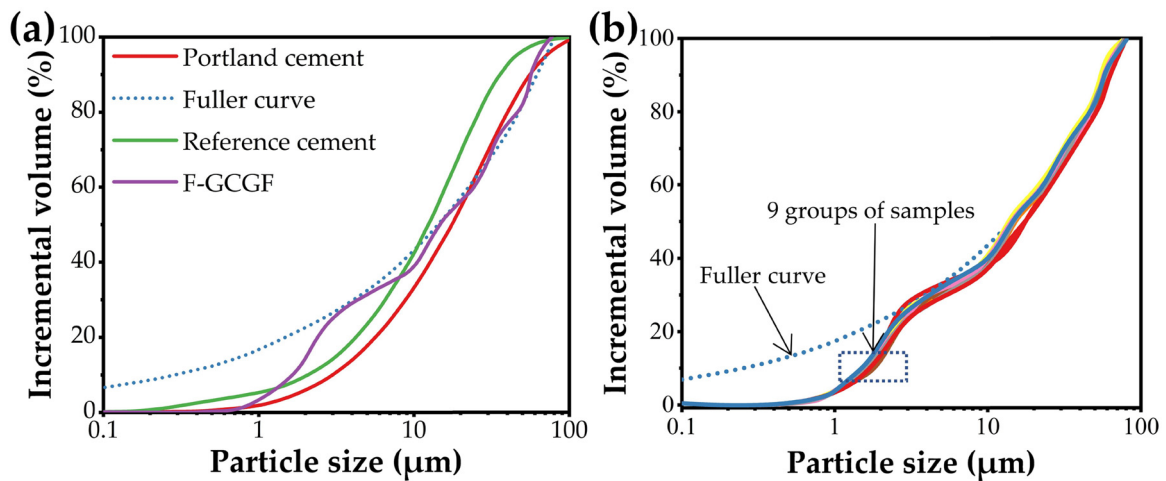 (a)
Incremental volume (%)
100
80
60
40
20
0
Portland cement
Fuller curve
Reference cement
F-GCGF
0.1
1
10
100
Particle size (μm)
(b)
Incremental volume (%)
100
80
60
40
20
0
9 groups of samples
Fuller curve
0.1
1
10
100
Particle size (μm)